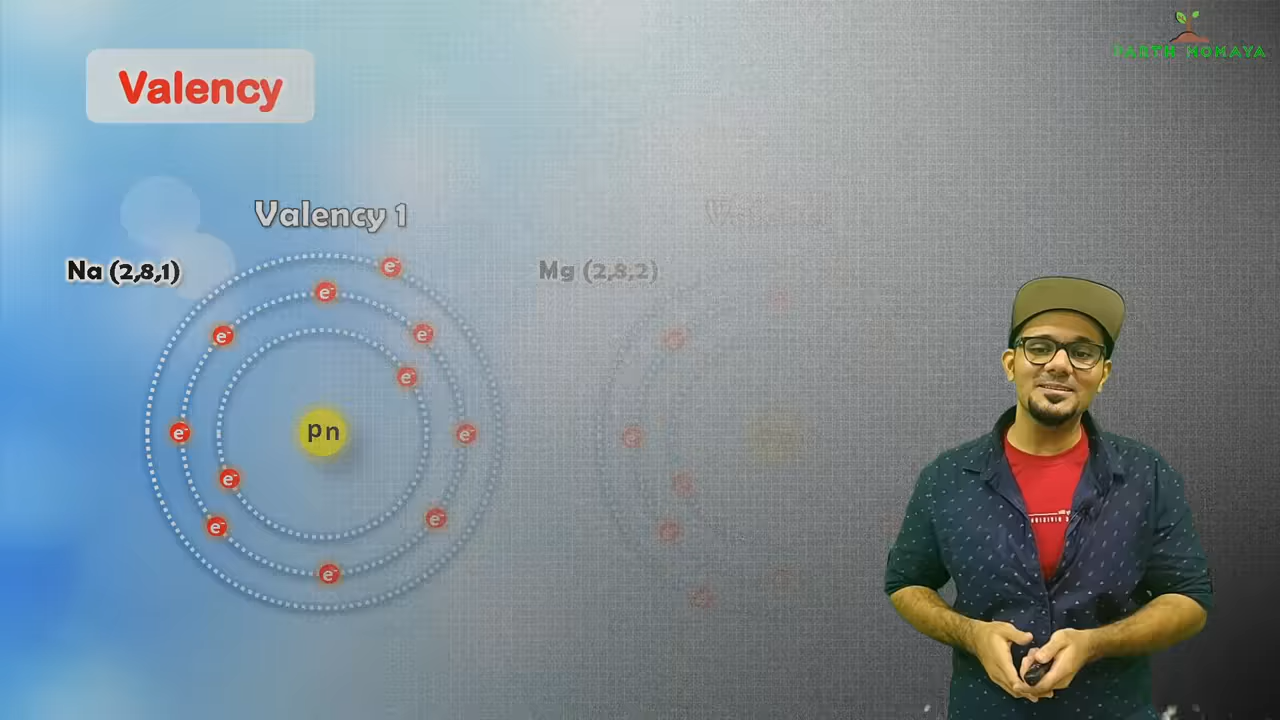 PARTH MOMAYA
Valency
Valency 1
Na (2,8,1)
Mg (2,8,2)
e⁻
e⁻
e⁻
e⁻
e⁻
e⁻
p n
e⁻
e⁻
e⁻
e⁻
e⁻